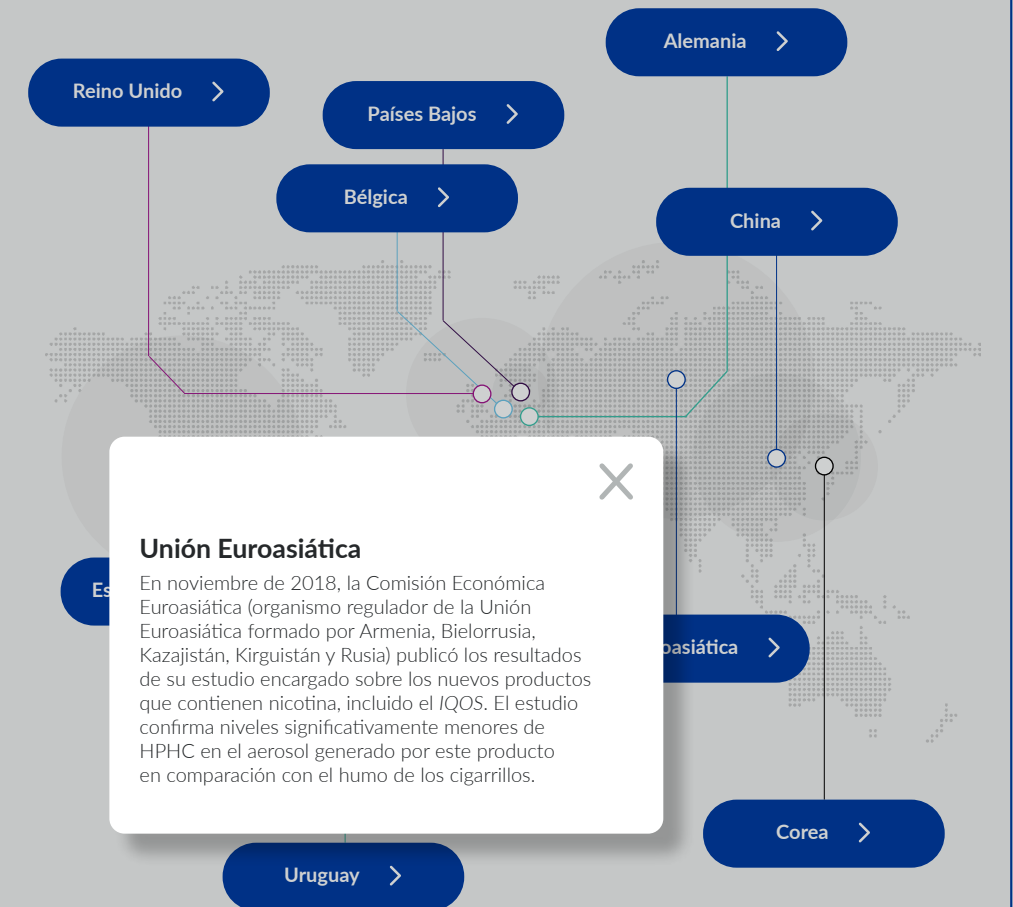 Alemania
Reino Unido
Países Bajos
Bélgica
China
Unión Euroasiática
En noviembre de 2018, la Comisión Económica
Euroasiática (organismo regulador de la Unión
Euroasiática formado por Armenia, Bielorrusia,
Kazajistán, Kirguistán y Rusia) publicó los resultados
de su estudio encargado sobre los nuevos productos
que contienen nicotina, incluido el IQOS. El estudio
confirma niveles significativamente menores de
HPHC en el aerosol generado por este producto
en comparación con el humo de los cigarrillos.
Es
oasiática
Corea
Uruguay